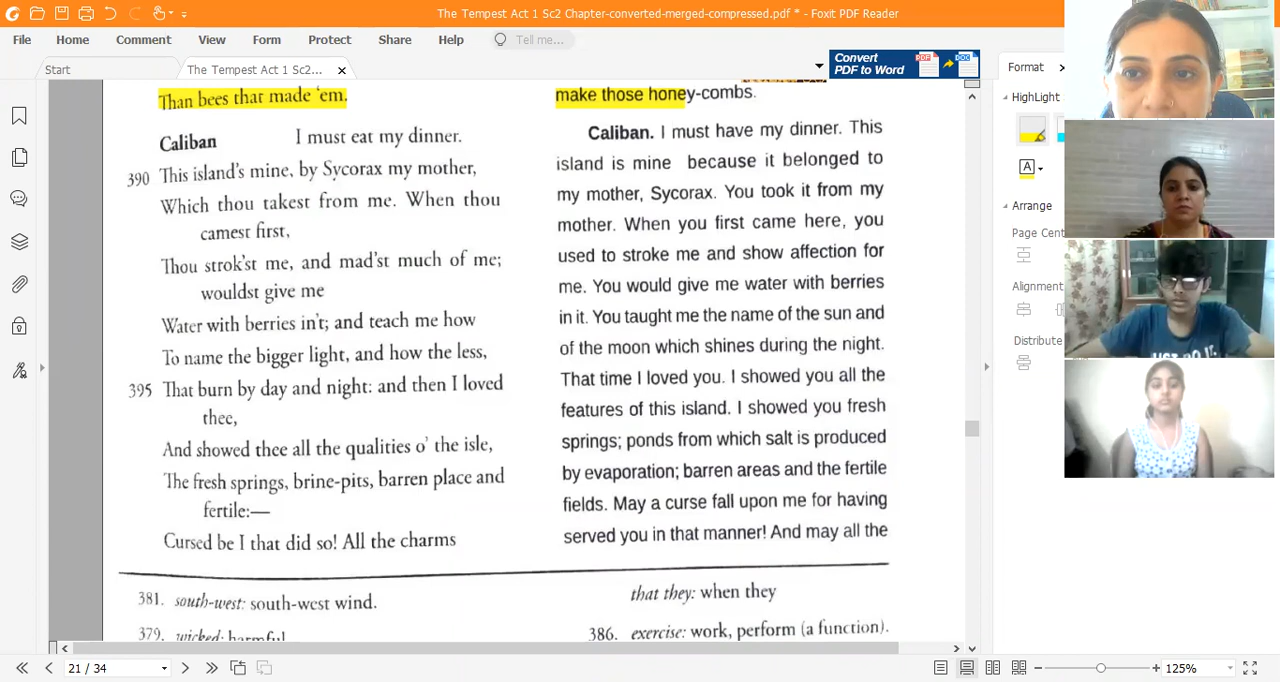 The Tempest Act 1 Sc2 Chapter-converted-merged-compressed.pdf * - Foxit PDF Reader
File Home Comment View Form Protect Share Help Tell me...
Start
The Tempest Act 1 Sc2...
Convert
PDF to Word
PDF
DOC
Format
HighLight
A
Arrange
Page Cent
Alignment
Distribute
Than bees that made 'em.
Caliban I must eat my dinner.
390 This island's mine, by Sycorax my mother,
Which thou takest from me. When thou
camest first,
Thou strok'st me, and mad'st much of me;
wouldst give me
Water with berries in't; and teach me how
To name the bigger light, and how the less,
395 That burn by day and night: and then I loved
thee,
And showed thee all the qualities o' the isle,
The fresh springs, brine-pits, barren place and
fertile:—
Cursed be I that did so! All the charms
make those honey-combs.
Caliban. I must have my dinner. This
island is mine because it belonged to
my mother, Sycorax. You took it from my
mother. When you first came here, you
used to stroke me and show affection for
me. You would give me water with berries
in it. You taught me the name of the sun and
of the moon which shines during the night.
That time I loved you. I showed you all the
features of this island. I showed you fresh
springs; ponds from which salt is produced
by evaporation; barren areas and the fertile
fields. May a curse fall upon me for having
served you in that manner! And may all the
381. south-west: south-west wind.
379. wicked: harmful
that they: when they
386. exercise: work, perform (a function).
JUST DO IT.
21 / 34
125%